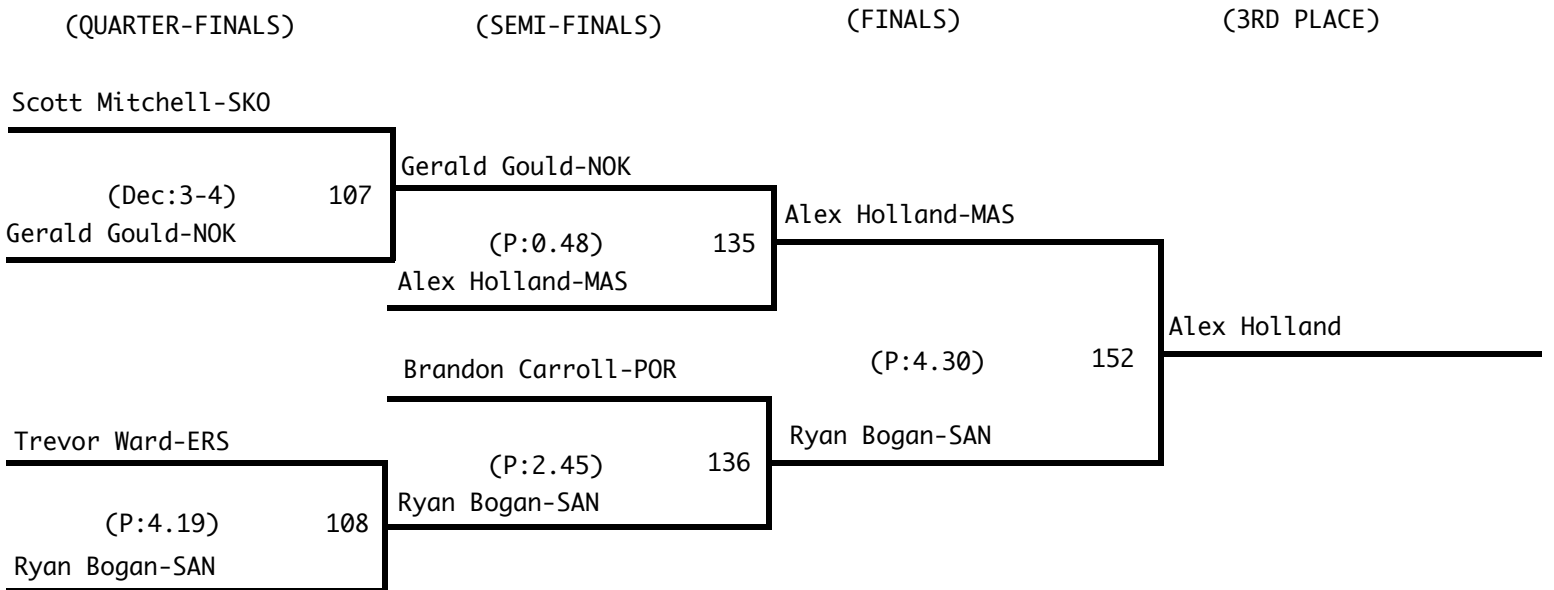 (QUARTER-FINALS) (SEMI-FINALS) (FINALS) (3RD PLACE)
Scott Mitchell-SKO
(Dec:3-4) 107
Gerald Gould-NOK
Gerald Gould-NOK
(P:0.48) 135
Alex Holland-MAS
Alex Holland-MAS
Brandon Carroll-POR
(P:4.30) 152
Alex Holland
Trevor Ward-ERS
(P:4.19) 108
Ryan Bogan-SAN
(P:2.45) 136
Ryan Bogan-SAN
Ryan Bogan-SAN